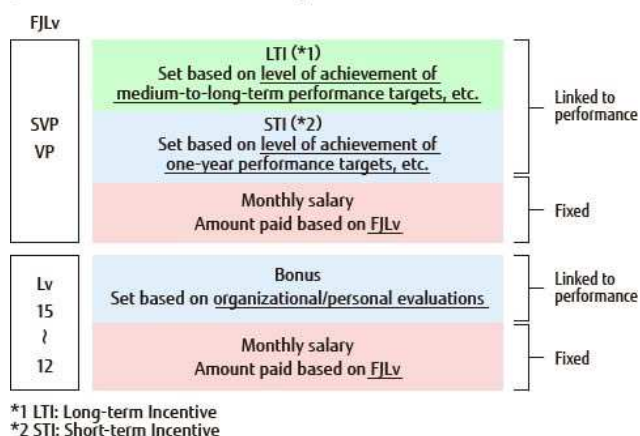 FJLv
SVP
VP
LTI (*1)
Set based on level of achievement of
medium-to-long-term performance targets, etc.
STI (*2)
Set based on level of achievement of
one-year performance targets, etc.
Linked to
performance
Monthly salary
Amount paid based on FJLv
Fixed
Lv
15
~
12
Bonus
Set based on organizational/personal evaluations
Linked to
performance
Monthly salary
Amount paid based on FJLv
Fixed
*1 LTI: Long-term Incentive
*2 STI: Short-term Incentive